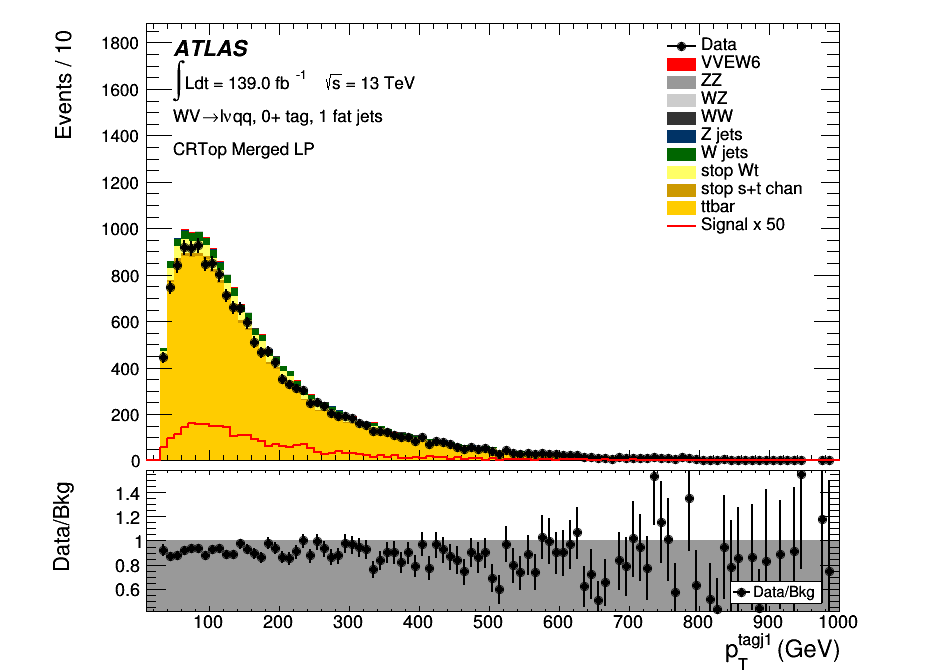 Events / 10
1800
1600
1400
1200
1000
800
600
400
200
0
ATLAS
∫Ldt = 139.0 fb⁻¹ √s = 13 TeV
WV→lνqq, 0+ tag, 1 fat jets
CRTop Merged LP
Data
VVEW6
ZZ
WZ
WW
Z jets
W jets
stop Wt
stop s+t chan
ttbar
Signal x 50
Data/Bkg
1.4
1.2
1
0.8
0.6
Data/Bkg
100 200 300 400 500 600 700 800 900 1000
p_T^tagj1 (GeV)